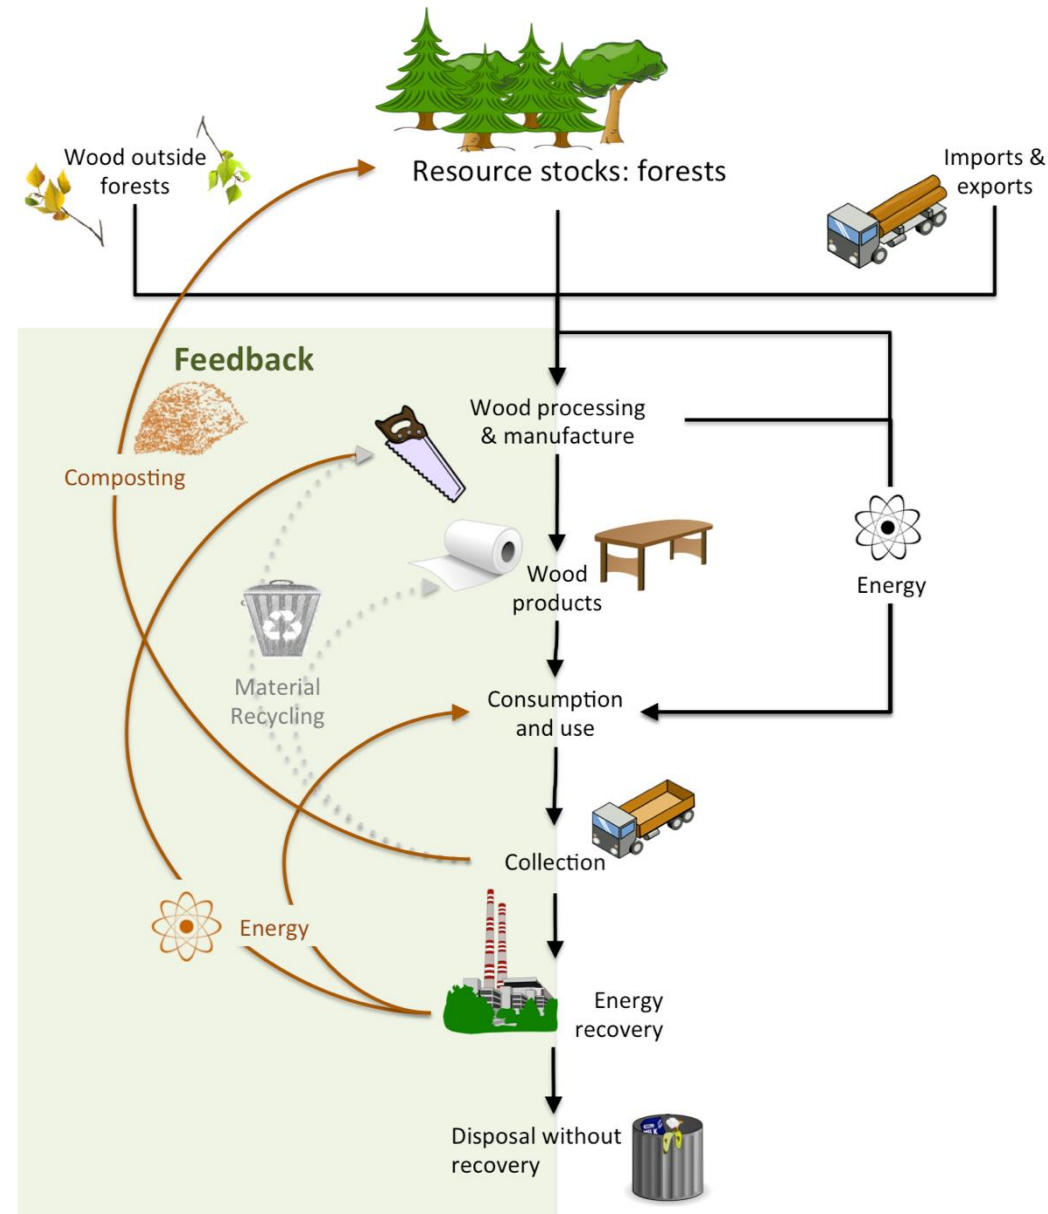 Wood outside
forests
Resource stocks: forests
Imports &
exports
Feedback
Wood processing
& manufacture
Composting
Energy
Wood
products
Material
Recycling
Consumption
and use
Collection
Energy
Energy
recovery
Disposal without
recovery